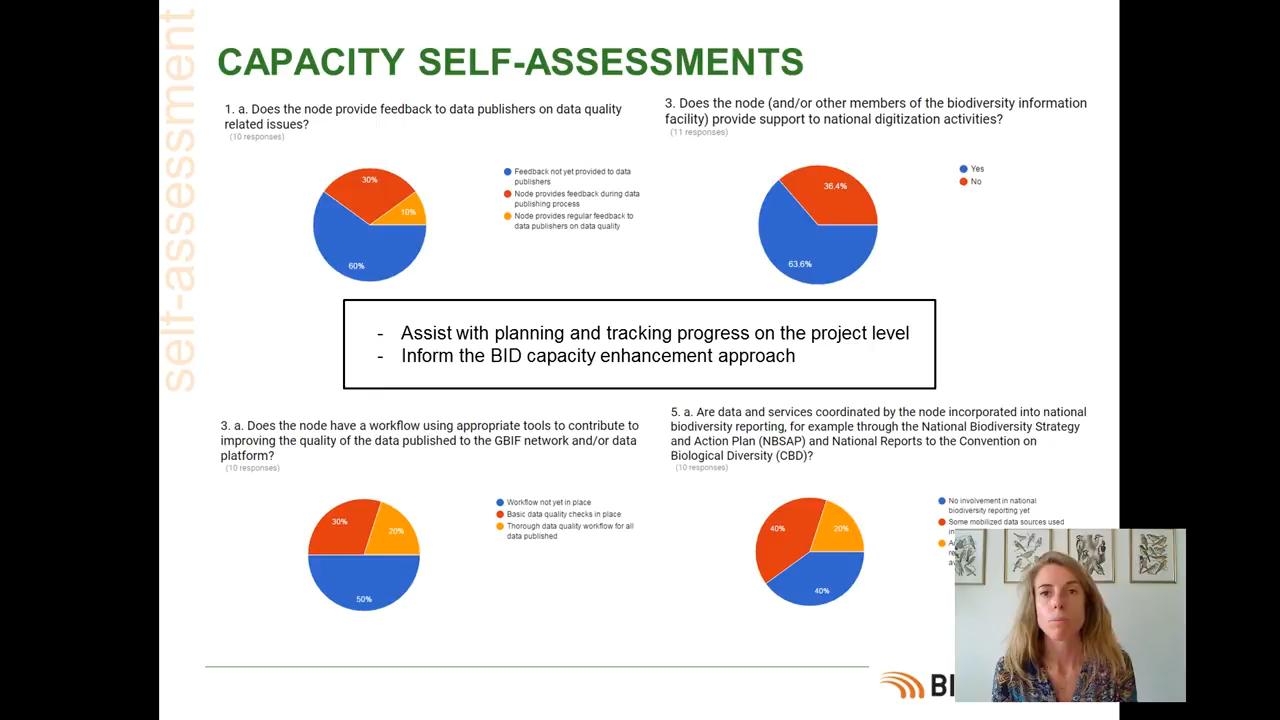 self-assessment
CAPACITY SELF-ASSESSMENTS
1. a. Does the node provide feedback to data publishers on data quality
related issues?
(10 responses)
30%
10%
60%
Feedback not yet provided to data
publishers
Node provides feedback during data
publishing process
Node provides regular feedback to
data publishers on data quality
3. Does the node (and/or other members of the biodiversity information
facility) provide support to national digitization activities?
(11 responses)
36.4%
63.6%
Yes
No
- Assist with planning and tracking progress on the project level
- Inform the BID capacity enhancement approach
3. a. Does the node have a workflow using appropriate tools to contribute to
improving the quality of the data published to the GBIF network and/or data
platform?
(10 responses)
30%
20%
50%
Workflow not yet in place
Basic data quality checks in place
Thorough data quality workflow for all
data published
5. a. Are data and services coordinated by the node incorporated into national
biodiversity reporting, for example through the National Biodiversity Strategy
and Action Plan (NBSAP) and National Reports to the Convention on
Biological Diversity (CBD)?
(10 responses)
40%
20%
40%
No involvement in national
biodiversity reporting yet
Some mobilized data sources used